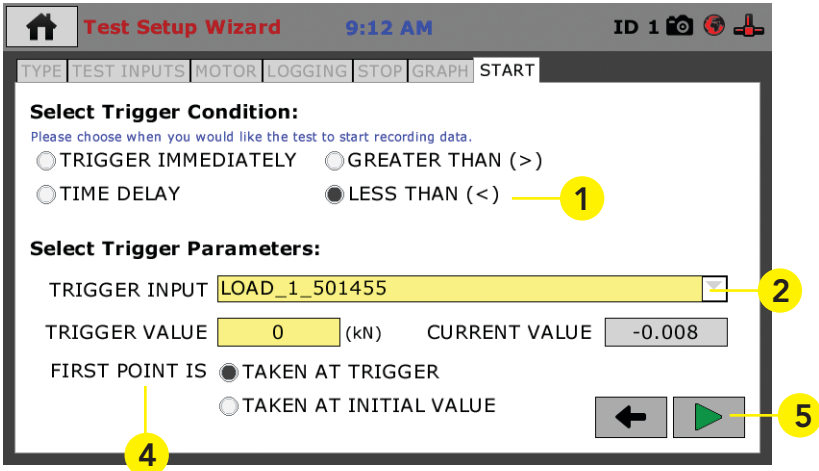 Test Setup Wizard 9:12 AM ID 1
TYPE TEST INPUTS MOTOR LOGGING STOP GRAPH START
Select Trigger Condition:
Please choose when you would like the test to start recording data.
TRIGGER IMMEDIATELY GREATER THAN (>)
TIME DELAY LESS THAN (<) 1
Select Trigger Parameters:
TRIGGER INPUT LOAD_1_501455 2
TRIGGER VALUE 0 (kN) CURRENT VALUE -0.008
FIRST POINT IS TAKEN AT TRIGGER
TAKEN AT INITIAL VALUE
5
4